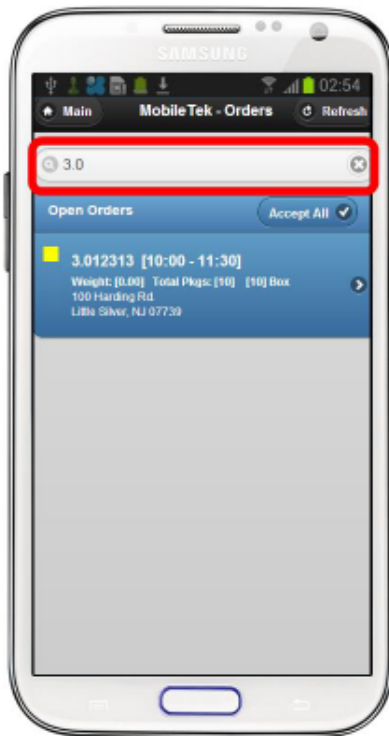 SAMSUNG
02:54
Main MobileTek - Orders Refresh
3.0
Open Orders Accept All
3.012313 [10:00 - 11:30]
Weight: [0.00] Total Pkgs: [10] [10] Box
100 Harding Rd.
Little Silver, NJ 07739